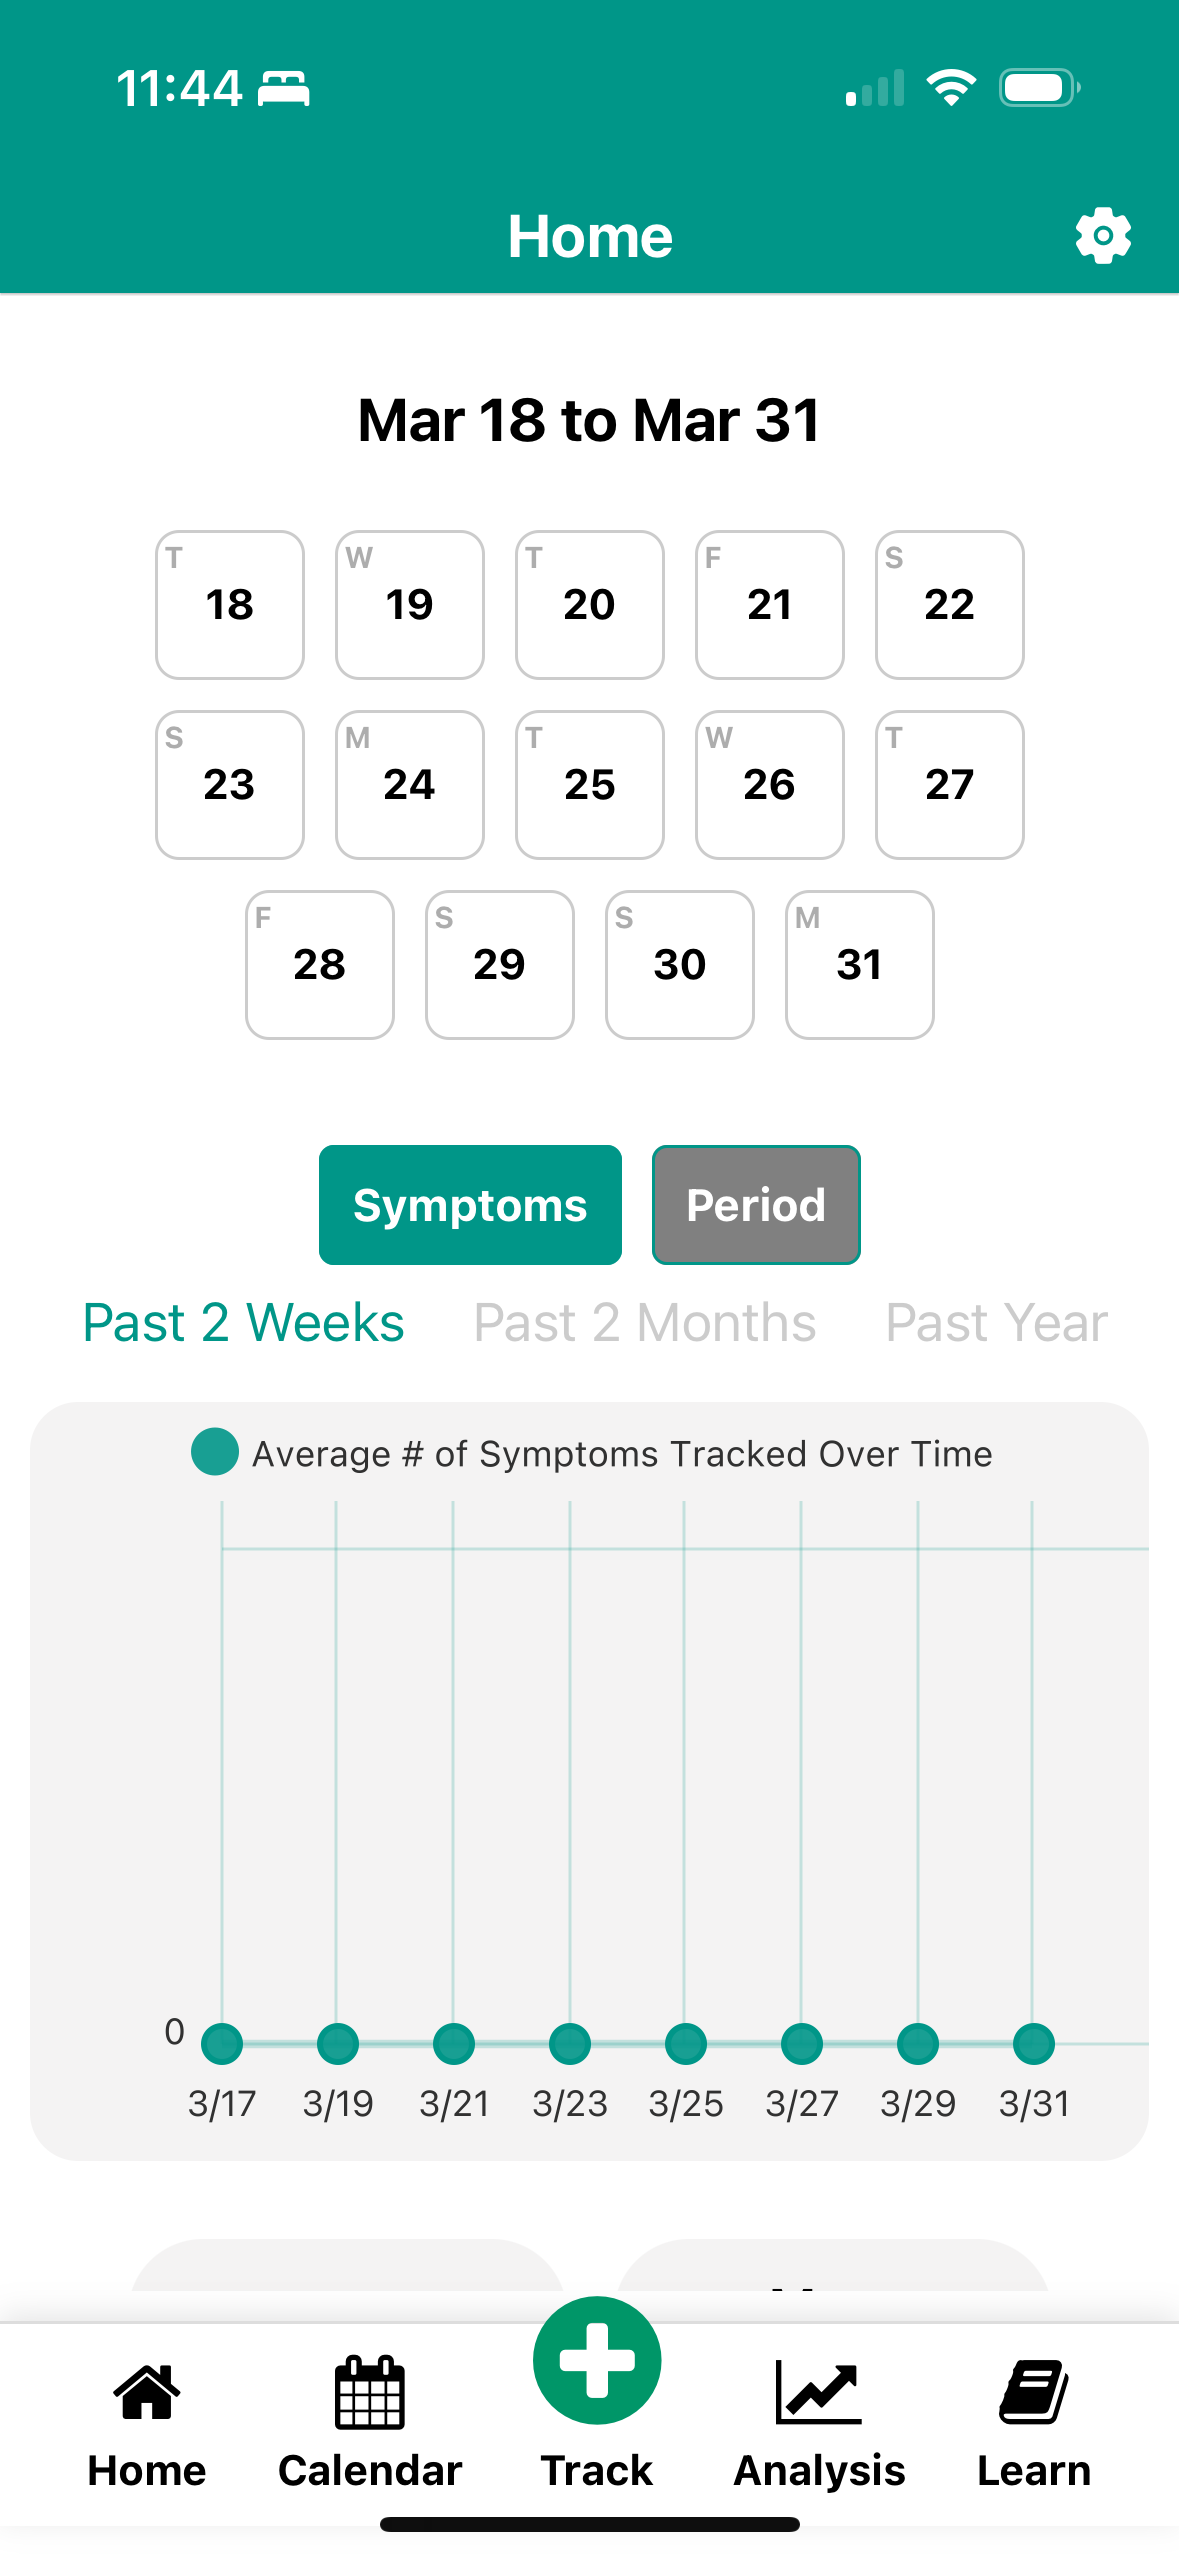 11:44
Home
Mar 18 to Mar 31
T W T F S
18 19 20 21 22
S M T W T
23 24 25 26 27
F S S M
28 29 30 31
Symptoms Period
Past 2 Weeks Past 2 Months Past Year
Average # of Symptoms Tracked Over Time
0
3/17 3/19 3/21 3/23 3/25 3/27 3/29 3/31
Home Calendar Track Analysis Learn